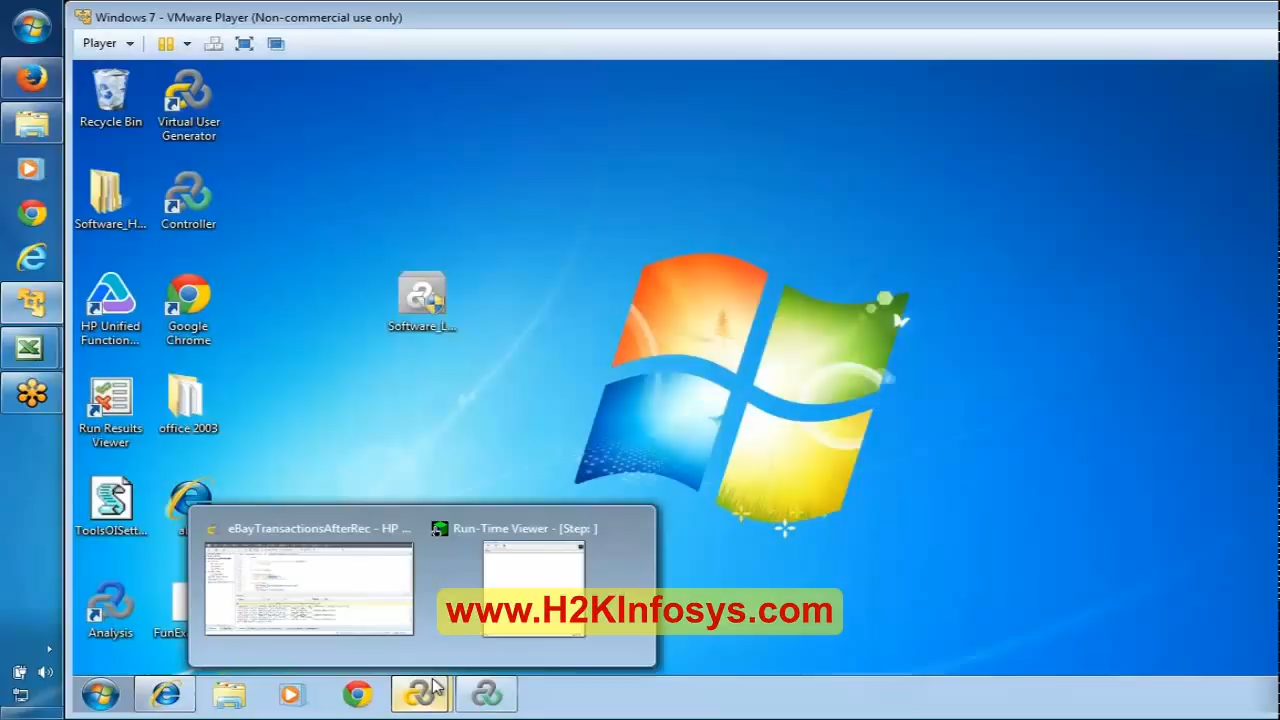 Windows 7 - VMware Player (Non-commercial use only)
Player
Recycle Bin
Virtual User
Generator
Software_H...
Controller
HP Unified
Function...
Google
Chrome
Software_L...
Run Results
Viewer
office 2003
ToolsOISett...
Analysis
FunEx
eBayTransactionsAfterRec - HP ...
Run-Time Viewer - [Step: ]
www.H2KInfosys.com